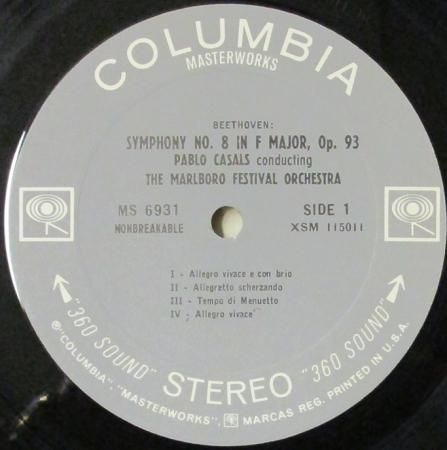 COLUMBIA
MASTERWORKS
BEETHOVEN:
SYMPHONY NO. 8 IN F MAJOR, Op. 93
PABLO CASALS conducting
THE MARLBORO FESTIVAL ORCHESTRA
MS 6931
NONBREAKABLE
SIDE 1
XSM 115011
I - Allegro vivace e con brio
II - Allegretto scherzando
III - Tempo di Menuetto
IV - Allegro vivace
"360 SOUND" STEREO "360 SOUND"
℗"COLUMBIA", "MASTERWORKS", MARCAS REG. PRINTED IN U.S.A.